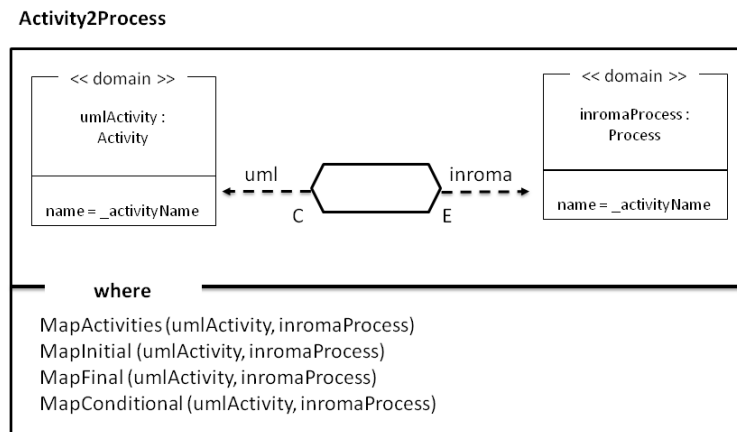 Activity2Process
<< domain >>
umlActivity :
Activity
name = _activityName
uml
C
inroma
E
<< domain >>
inromaProcess :
Process
name = _activityName
where
MapActivities (umlActivity, inromaProcess)
MapInitial (umlActivity, inromaProcess)
MapFinal (umlActivity, inromaProcess)
MapConditional (umlActivity, inromaProcess)